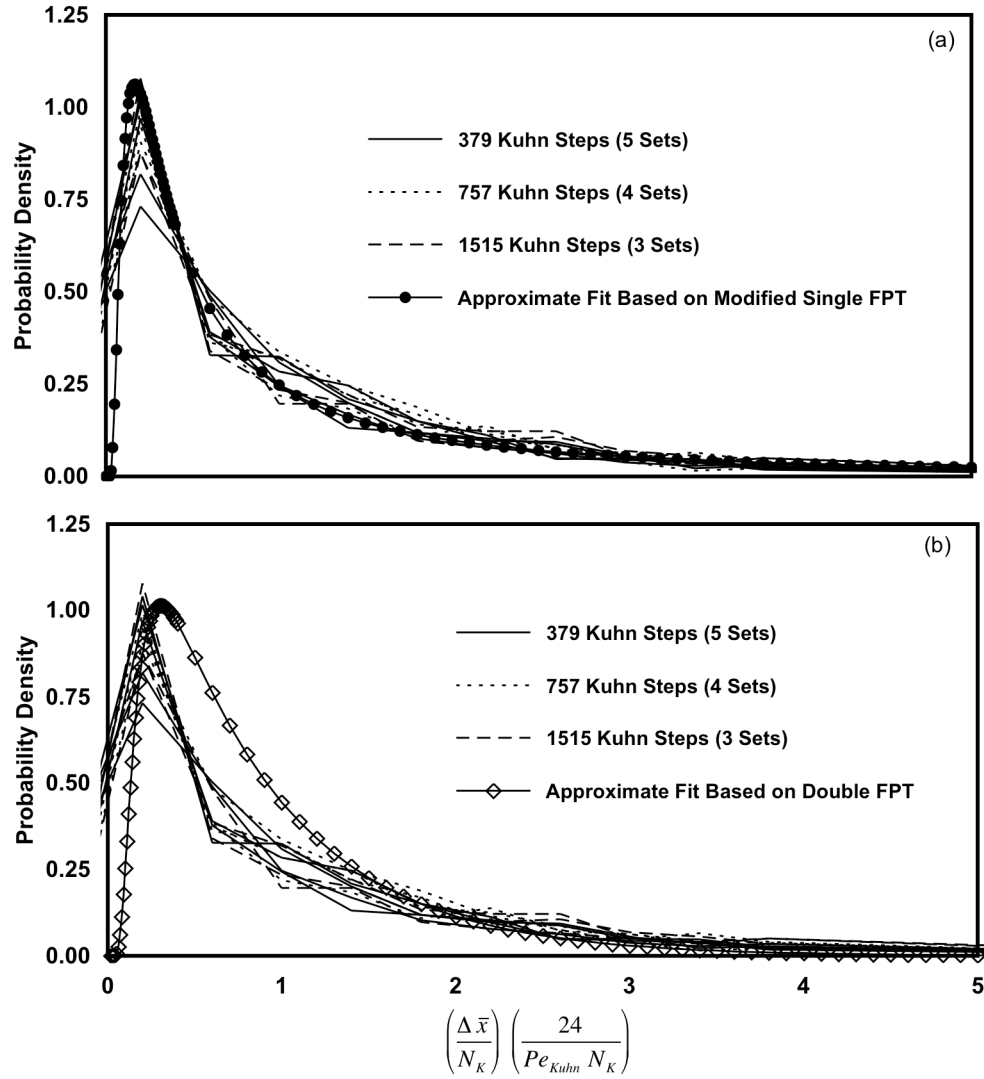 (a)
1.25
1.00
0.75
0.50
0.25
0.00
Probability Density
379 Kuhn Steps (5 Sets)
757 Kuhn Steps (4 Sets)
1515 Kuhn Steps (3 Sets)
Approximate Fit Based on Modified Single FPT
(b)
1.25
1.00
0.75
0.50
0.25
0.00
Probability Density
379 Kuhn Steps (5 Sets)
757 Kuhn Steps (4 Sets)
1515 Kuhn Steps (3 Sets)
Approximate Fit Based on Double FPT
0 1 2 3 4 5
(Δ x̄ / N_K) (24 / Pe_Kuhn N_K)